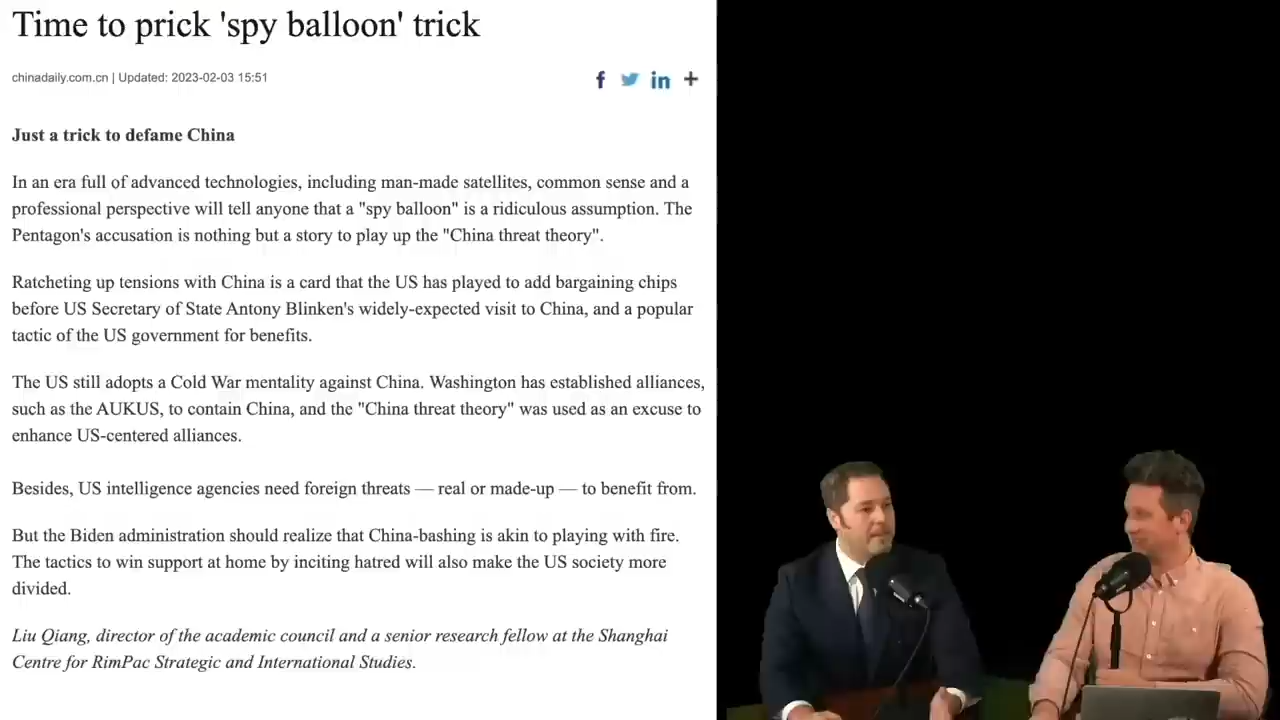 Time to prick 'spy balloon' trick
chinadaily.com.cn | Updated: 2023-02-03 15:51
Just a trick to defame China
In an era full of advanced technologies, including man-made satellites, common sense and a
professional perspective will tell anyone that a "spy balloon" is a ridiculous assumption. The
Pentagon's accusation is nothing but a story to play up the "China threat theory".
Ratcheting up tensions with China is a card that the US has played to add bargaining chips
before US Secretary of State Antony Blinken's widely-expected visit to China, and a popular
tactic of the US government for benefits.
The US still adopts a Cold War mentality against China. Washington has established alliances,
such as the AUKUS, to contain China, and the "China threat theory" was used as an excuse to
enhance US-centered alliances.
Besides, US intelligence agencies need foreign threats — real or made-up — to benefit from.
But the Biden administration should realize that China-bashing is akin to playing with fire.
The tactics to win support at home by inciting hatred will also make the US society more
divided.
Liu Qiang, director of the academic council and a senior research fellow at the Shanghai
Centre for RimPac Strategic and International Studies.